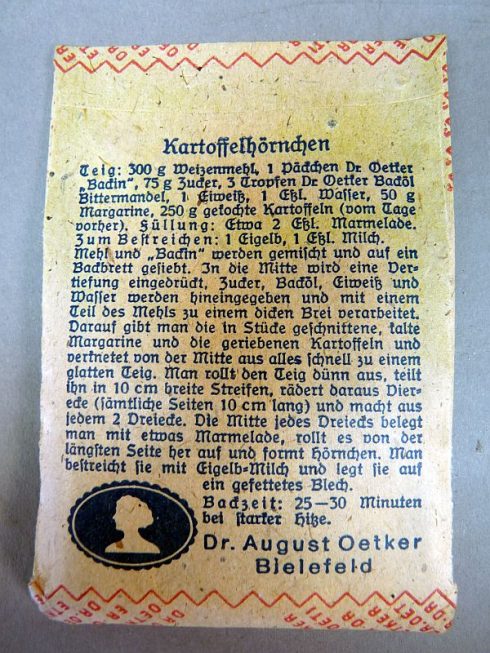 Kartoffelhörnchen
Teig: 300 g Weizenmehl, 1 Päckchen Dr. Oetker
„Backin“, 75 g Zucker, 3 Tropfen Dr Oetker Backöl
Bittermandel, 1 Eiweiß, 1 Eßl. Wasser, 50 g
Margarine, 250 g gekochte Kartoffeln (vom Tage
vorher). Füllung: Etwa 2 Eßl. Marmelade.
Zum Bestreichen: 1 Eigelb, 1 Eßl. Milch.
Mehl und „Backin“ werden gemischt und auf ein
Backbrett gesiebt. In die Mitte wird eine Ver-
tiefung eingedrückt, Zucker, Backöl, Eiweiß und
Wasser werden hineingegeben und mit einem
Teil des Mehls zu einem dicken Brei verarbeitet.
Darauf gibt man die in Stücke geschnittene, kalte
Margarine und die geriebenen Kartoffeln und
verknetet von der Mitte aus alles schnell zu einem
glatten Teig. Man rollt den Teig dünn aus, teilt
ihn in 10 cm breite Streifen, rädert daraus Vier-
ecke (sämtliche Seiten 10 cm lang) und macht aus
jedem 2 Dreiecke. Die Mitte jedes Dreiecks belegt
man mit etwas Marmelade, rollt es von der
längsten Seite her auf und formt Hörnchen. Man
bestreicht sie mit Eigelb-Milch und legt sie auf
ein gefettetes Blech.
Backzeit: 25—30 Minuten
bei starker Hitze.
Dr. August Oetker
Bielefeld